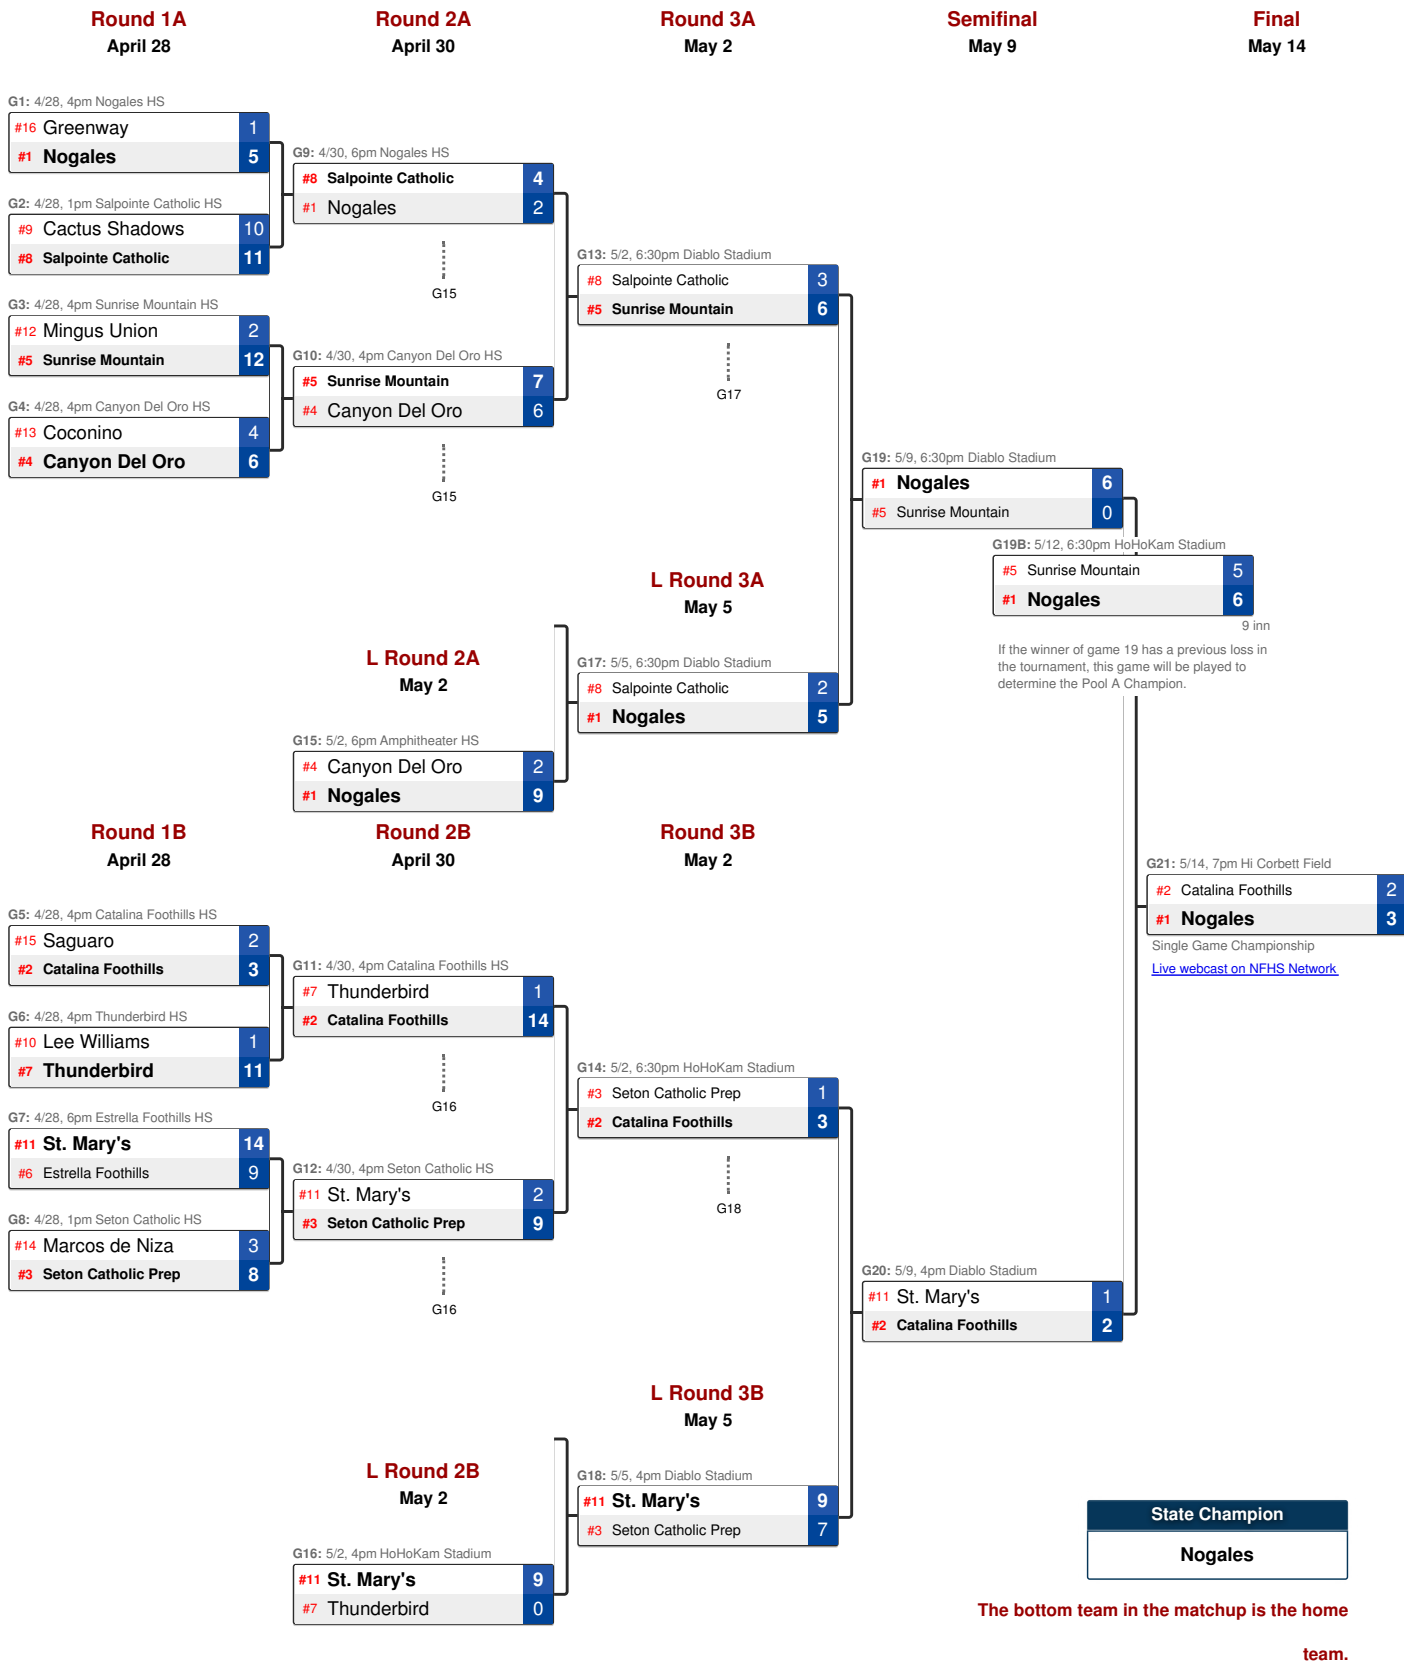 Round 1A
April 28
Round 2A
April 30
Round 3A
May 2
Semifinal
May 9
Final
May 14
G1: 4/28, 4pm Nogales HS
#16 Greenway 1
#1 Nogales 5
G2: 4/28, 1pm Salpointe Catholic HS
#9 Cactus Shadows 10
#8 Salpointe Catholic 11
G3: 4/28, 4pm Sunrise Mountain HS
#12 Mingus Union 2
#5 Sunrise Mountain 12
G4: 4/28, 4pm Canyon Del Oro HS
#13 Coconino 4
#4 Canyon Del Oro 6
G9: 4/30, 6pm Nogales HS
#8 Salpointe Catholic 4
#1 Nogales 2
G15
G10: 4/30, 4pm Canyon Del Oro HS
#5 Sunrise Mountain 7
#4 Canyon Del Oro 6
G15
G13: 5/2, 6:30pm Diablo Stadium
#8 Salpointe Catholic 3
#5 Sunrise Mountain 6
G17
G19: 5/9, 6:30pm Diablo Stadium
#1 Nogales 6
#5 Sunrise Mountain 0
G19B: 5/12, 6:30pm HoHoKam Stadium
#5 Sunrise Mountain 5
#1 Nogales 6
9 inn
If the winner of game 19 has a previous loss in
the tournament, this game will be played to
determine the Pool A Champion.
L Round 3A
May 5
L Round 2A
May 2
G17: 5/5, 6:30pm Diablo Stadium
#8 Salpointe Catholic 2
#1 Nogales 5
G15: 5/2, 6pm Amphitheater HS
#4 Canyon Del Oro 2
#1 Nogales 9
Round 1B
April 28
Round 2B
April 30
Round 3B
May 2
G21: 5/14, 7pm Hi Corbett Field
#2 Catalina Foothills 2
#1 Nogales 3
Single Game Championship
Live webcast on NFHS Network
G5: 4/28, 4pm Catalina Foothills HS
#15 Saguaro 2
#2 Catalina Foothills 3
G6: 4/28, 4pm Thunderbird HS
#10 Lee Williams 1
#7 Thunderbird 11
G7: 4/28, 6pm Estrella Foothills HS
#11 St. Mary's 14
#6 Estrella Foothills 9
G8: 4/28, 1pm Seton Catholic HS
#14 Marcos de Niza 3
#3 Seton Catholic Prep 8
G11: 4/30, 4pm Catalina Foothills HS
#7 Thunderbird 1
#2 Catalina Foothills 14
G16
G12: 4/30, 4pm Seton Catholic HS
#11 St. Mary's 2
#3 Seton Catholic Prep 9
G16
G14: 5/2, 6:30pm HoHoKam Stadium
#3 Seton Catholic Prep 1
#2 Catalina Foothills 3
G18
G20: 5/9, 4pm Diablo Stadium
#11 St. Mary's 1
#2 Catalina Foothills 2
L Round 3B
May 5
L Round 2B
May 2
G18: 5/5, 4pm Diablo Stadium
#11 St. Mary's 9
#3 Seton Catholic Prep 7
G16: 5/2, 4pm HoHoKam Stadium
#11 St. Mary's 9
#7 Thunderbird 0
State Champion
Nogales
The bottom team in the matchup is the home
team.